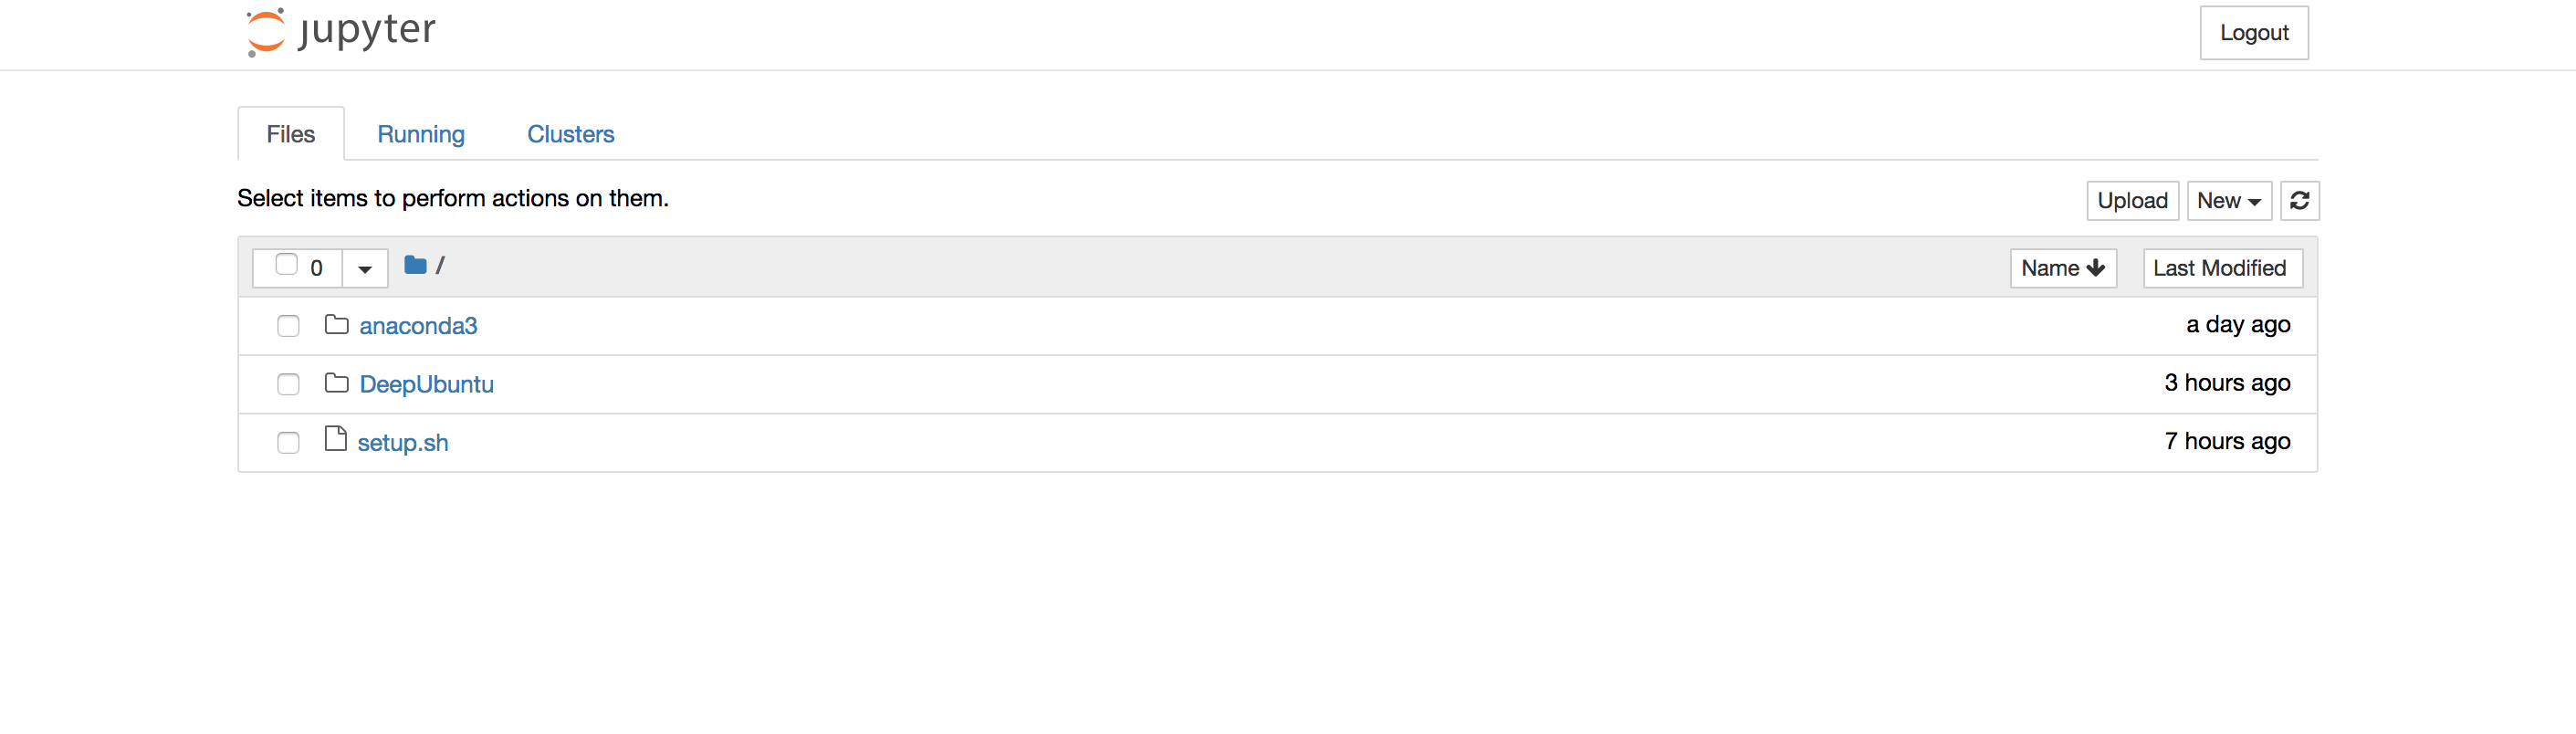 jupyter
Logout
Files Running Clusters
Select items to perform actions on them.
Upload New
0 / Name Last Modified
anaconda3 a day ago
DeepUbuntu 3 hours ago
setup.sh 7 hours ago